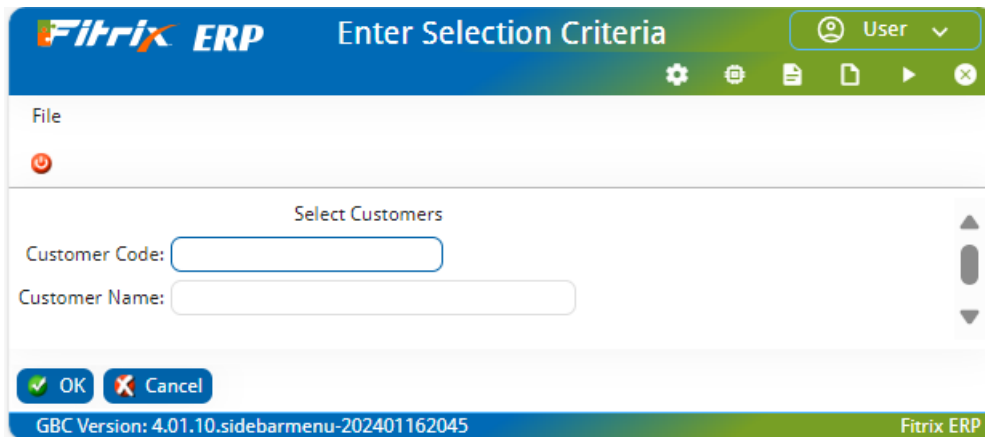 Fitrix ERP Enter Selection Criteria User
File
Select Customers
Customer Code:
Customer Name:
OK Cancel
GBC Version: 4.01.10.sidebarmenu-202401162045 Fitrix ERP